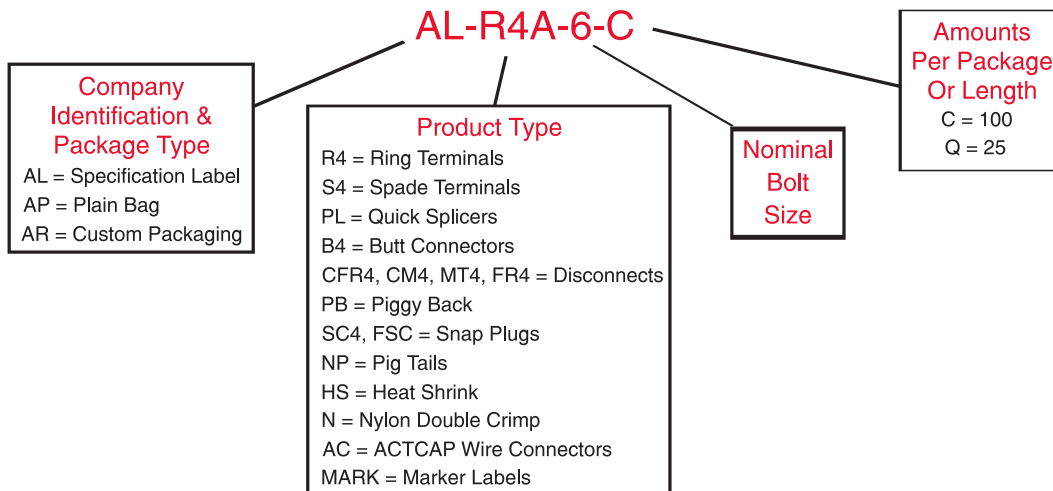 AL-R4A-6-C
Company
Identification &
Package Type
AL = Specification Label
AP = Plain Bag
AR = Custom Packaging
Product Type
R4 = Ring Terminals
S4 = Spade Terminals
PL = Quick Splicers
B4 = Butt Connectors
CFR4, CM4, MT4, FR4 = Disconnects
PB = Piggy Back
SC4, FSC = Snap Plugs
NP = Pig Tails
HS = Heat Shrink
N = Nylon Double Crimp
AC = ACTCAP Wire Connectors
MARK = Marker Labels
Nominal
Bolt
Size
Amounts
Per Package
Or Length
C = 100
Q = 25